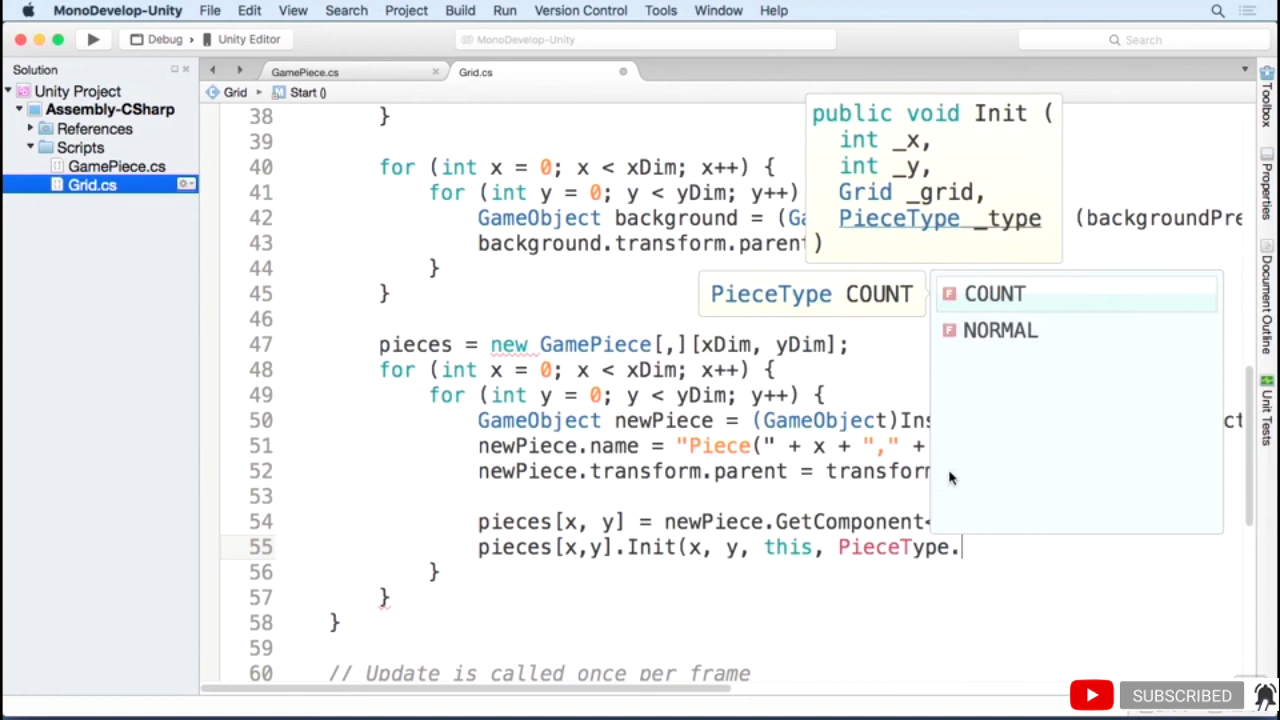 MonoDevelop-Unity File Edit View Search Project Build Run Version Control Tools Window Help
Debug > Unity Editor MonoDevelop-Unity Search
Solution
Unity Project
Assembly-CSharp
References
Scripts
GamePiece.cs
Grid.cs
GamePiece.cs × Grid.cs
Grid ▸ Start ()
38 }
39
40 for (int x = 0; x < xDim; x++) {
41 for (int y = 0; y < yDim; y++)
42 GameObject background = (Ga (backgroundPre
43 background.transform.parent
44 }
45 }
46
47 pieces = new GamePiece[,][xDim, yDim];
48 for (int x = 0; x < xDim; x++) {
49 for (int y = 0; y < yDim; y++) {
50 GameObject newPiece = (GameObject)Ins ct
51 newPiece.name = "Piece(" + x + "," +
52 newPiece.transform.parent = transform
53
54 pieces[x, y] = newPiece.GetComponent<
55 pieces[x,y].Init(x, y, this, PieceType.
56 }
57 }
58 }
59
60 // Update is called once per frame
public void Init (
int _x,
int _y,
Grid _grid,
PieceType _type
)
PieceType COUNT
COUNT
NORMAL
Toolbox
Properties
Document Outline
Unit Tests
SUBSCRIBED